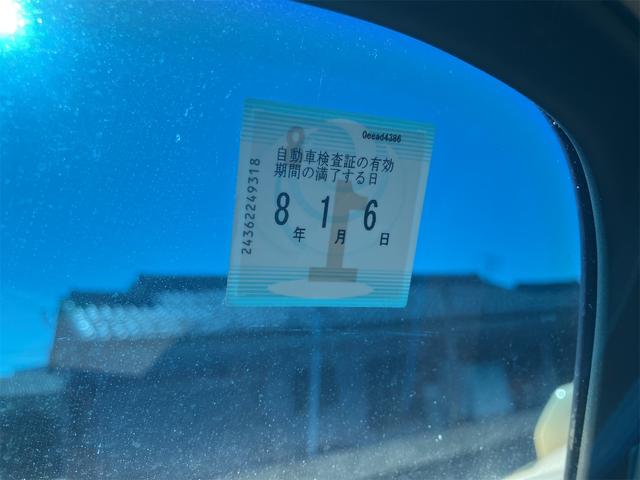 0eead4386
自動車検査証の有効
期間の満了する日
8年 1月 6日
24362249318